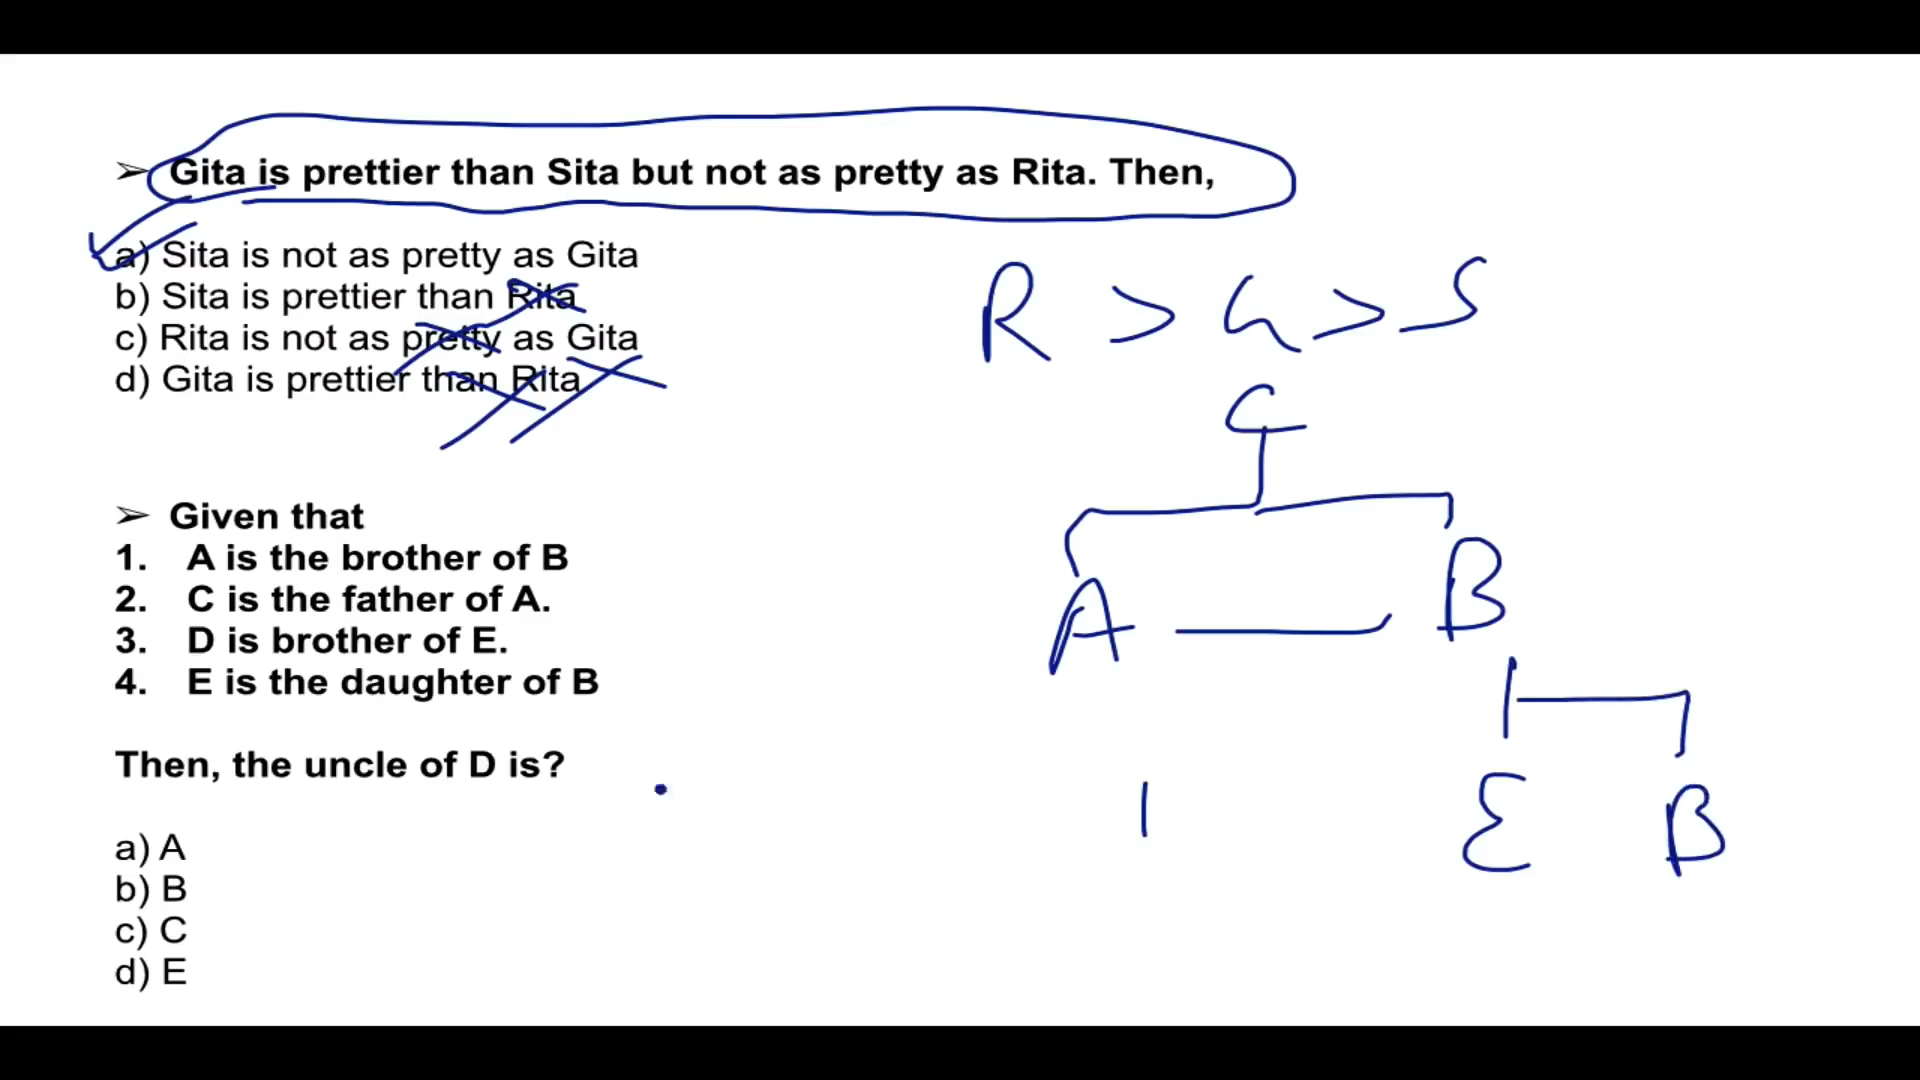 ➢ Gita is prettier than Sita but not as pretty as Rita. Then,
a) Sita is not as pretty as Gita
b) Sita is prettier than Rita
c) Rita is not as pretty as Gita
d) Gita is prettier than Rita
R > G > S
C
A B
E B
➢ Given that
1. A is the brother of B
2. C is the father of A.
3. D is brother of E.
4. E is the daughter of B
Then, the uncle of D is?
a) A
b) B
c) C
d) E